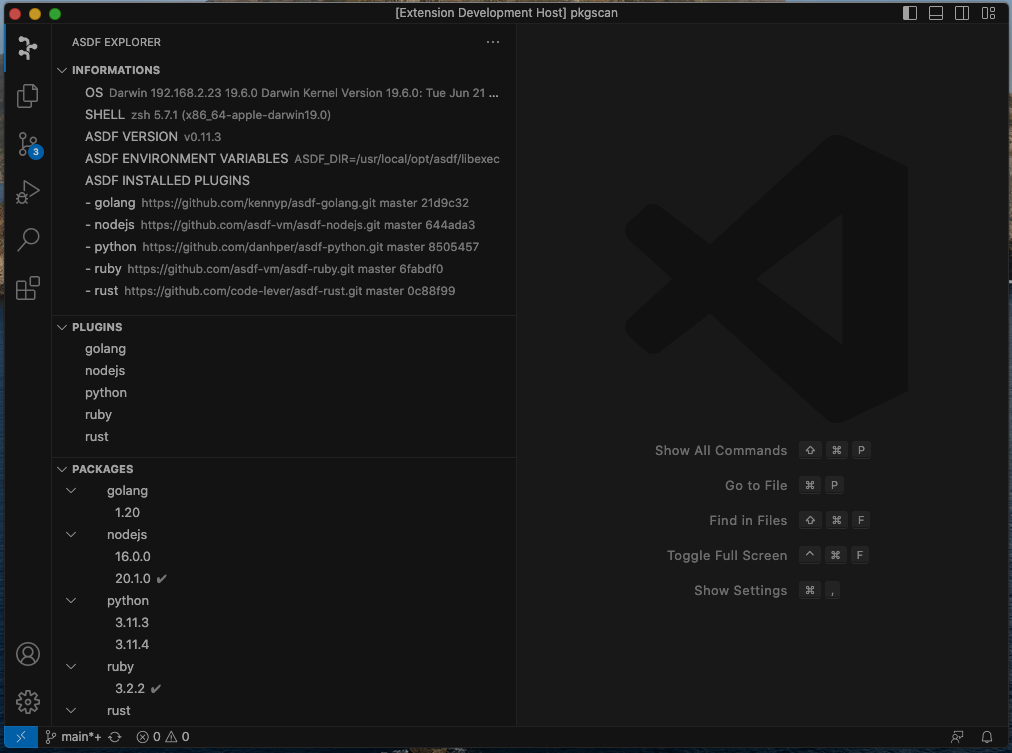 [Extension Development Host] pkgscan
ASDF EXPLORER
INFORMATIONS
OS Darwin 192.168.2.23 19.6.0 Darwin Kernel Version 19.6.0: Tue Jun 21 ...
SHELL zsh 5.7.1 (x86_64-apple-darwin19.0)
ASDF VERSION v0.11.3
ASDF ENVIRONMENT VARIABLES ASDF_DIR=/usr/local/opt/asdf/libexec
ASDF INSTALLED PLUGINS
- golang https://github.com/kennyp/asdf-golang.git master 21d9c32
- nodejs https://github.com/asdf-vm/asdf-nodejs.git master 644ada3
- python https://github.com/danhper/asdf-python.git master 8505457
- ruby https://github.com/asdf-vm/asdf-ruby.git master 6fabdf0
- rust https://github.com/code-lever/asdf-rust.git master 0c88f99
PLUGINS
golang
nodejs
python
ruby
rust
PACKAGES
golang
1.20
nodejs
16.0.0
20.1.0 ✔
python
3.11.3
3.11.4
ruby
3.2.2 ✔
rust
3
Show All Commands ⇧ ⌘ P
Go to File ⌘ P
Find in Files ⇧ ⌘ F
Toggle Full Screen ^ ⌘ F
Show Settings ⌘ ,
main*+ 0 0